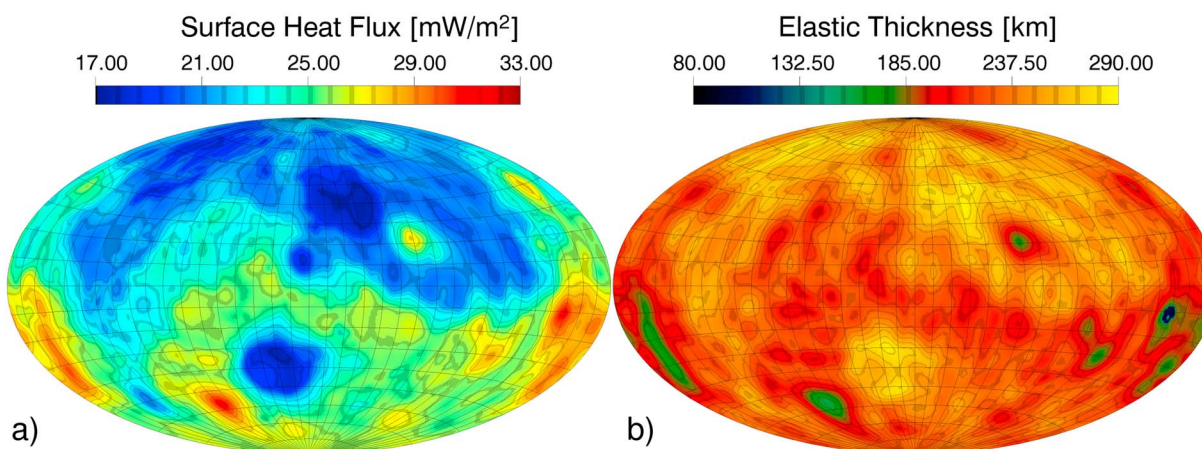 Surface Heat Flux [mW/m²]
17.00 21.00 25.00 29.00 33.00
Elastic Thickness [km]
80.00 132.50 185.00 237.50 290.00
a)
b)